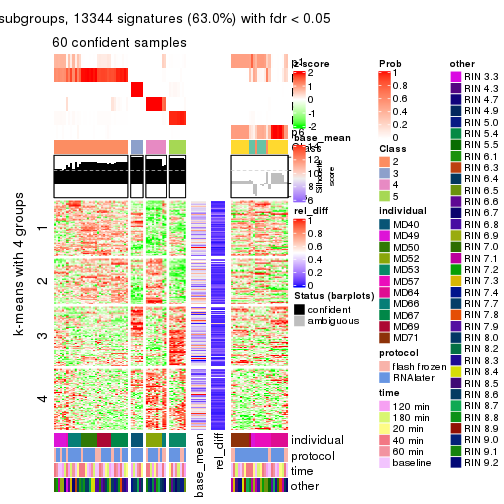 subgroups, 13344 signatures (63.0%) with fdr < 0.05
60 confident samples
z-score
2
1
0
-1
-2
base_mean
14
12
10
8
6
rel_diff
1
0.8
0.6
0.4
0.2
0
Status (barplots)
confident
ambiguous
Prob
1
0.8
0.6
0.4
0.2
0
Class
2
3
4
5
individual
MD40
MD49
MD50
MD52
MD53
MD57
MD64
MD66
MD67
MD69
MD71
protocol
flash frozen
RNAlater
time
120 min
180 min
20 min
40 min
60 min
baseline
other
RIN 3.3
RIN 4.3
RIN 4.7
RIN 4.9
RIN 5.0
RIN 5.4
RIN 5.5
RIN 6.1
RIN 6.3
RIN 6.4
RIN 6.5
RIN 6.6
RIN 6.7
RIN 6.8
RIN 6.9
RIN 7.0
RIN 7.1
RIN 7.2
RIN 7.3
RIN 7.4
RIN 7.7
RIN 7.8
RIN 7.9
RIN 8.0
RIN 8.2
RIN 8.3
RIN 8.4
RIN 8.5
RIN 8.6
RIN 8.7
RIN 8.8
RIN 8.9
RIN 9.0
RIN 9.1
RIN 9.2
k-means with 4 groups
1
2
3
4
base_mean
rel_diff
individual
protocol
time
other